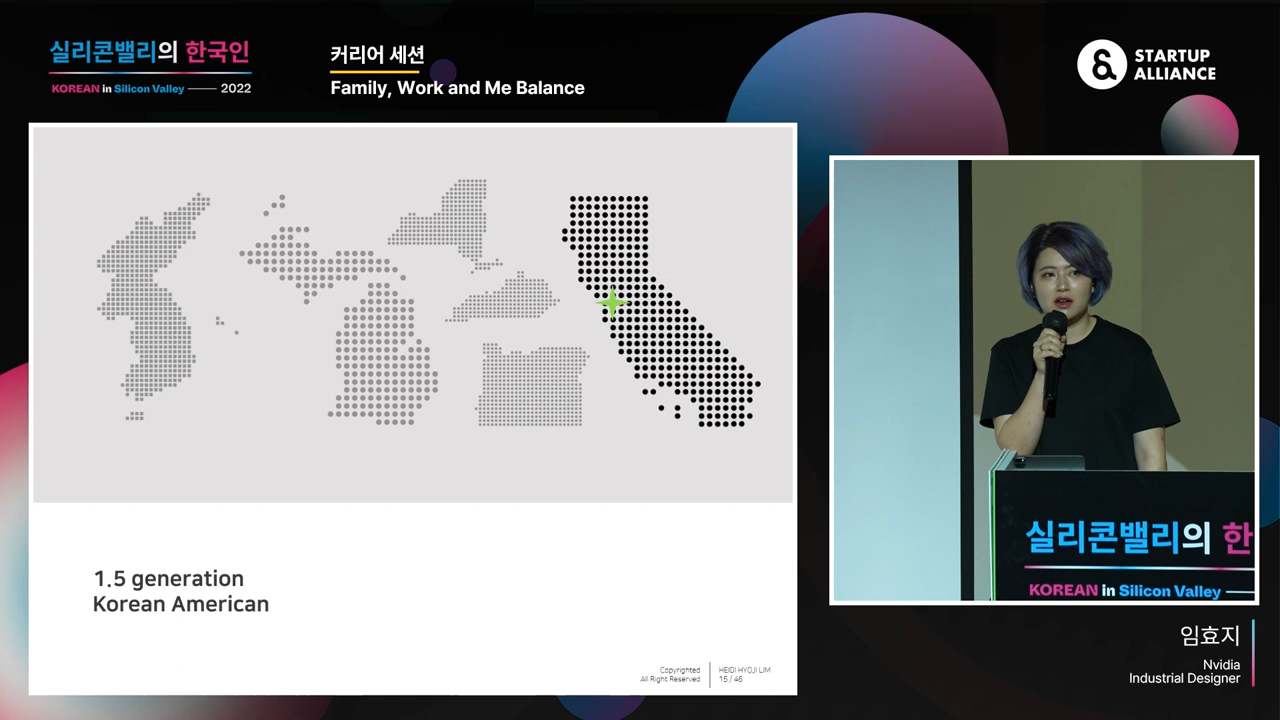 실리콘밸리의 한국인
KOREAN in Silicon Valley 2022
커리어 세션
Family, Work and Me Balance
STARTUP
ALLIANCE
1.5 generation
Korean American
Copyrighted
All Right Reserved
HEIDI HYOJI LIM
15 / 46
실리콘밸리의 한
KOREAN in Silicon Valley
임효지
Nvidia
Industrial Designer